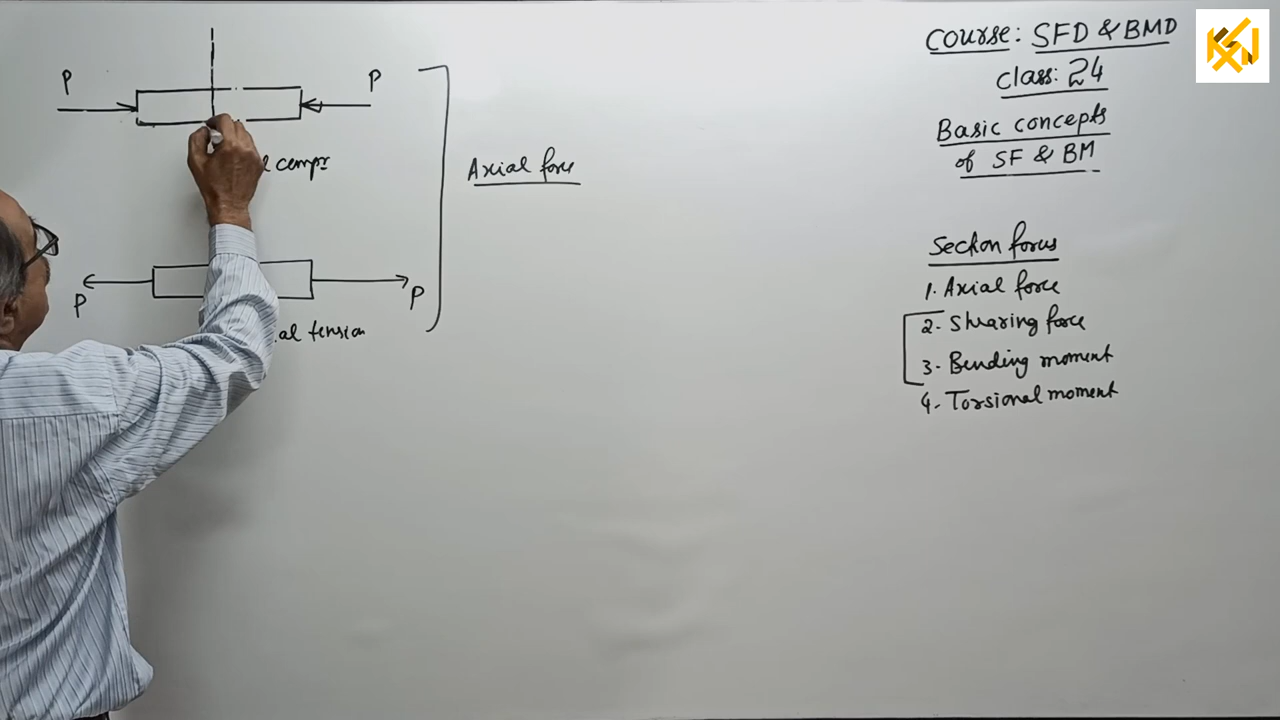 P
P
compr
Axial force
P
P
tension
Course: SFD & BMD
Class: 24
Basic concepts
of SF & BM
Section forces
1. Axial force
2. Shearing force
3. Bending moment
4. Torsional moment